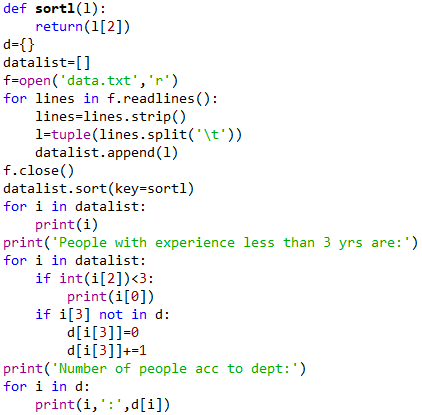 def sortl(l):
    return(l[2])
d={}
datalist=[]
f=open('data.txt','r')
for lines in f.readlines():
    lines=lines.strip()
    l=tuple(lines.split('\t'))
    datalist.append(l)
f.close()
datalist.sort(key=sortl)
for i in datalist:
    print(i)
print('People with experience less than 3 yrs are:')
for i in datalist:
    if int(i[2])<3:
        print(i[0])
    if i[3] not in d:
        d[i[3]]=0
        d[i[3]]+=1
print('Number of people acc to dept:')
for i in d:
    print(i,':',d[i])